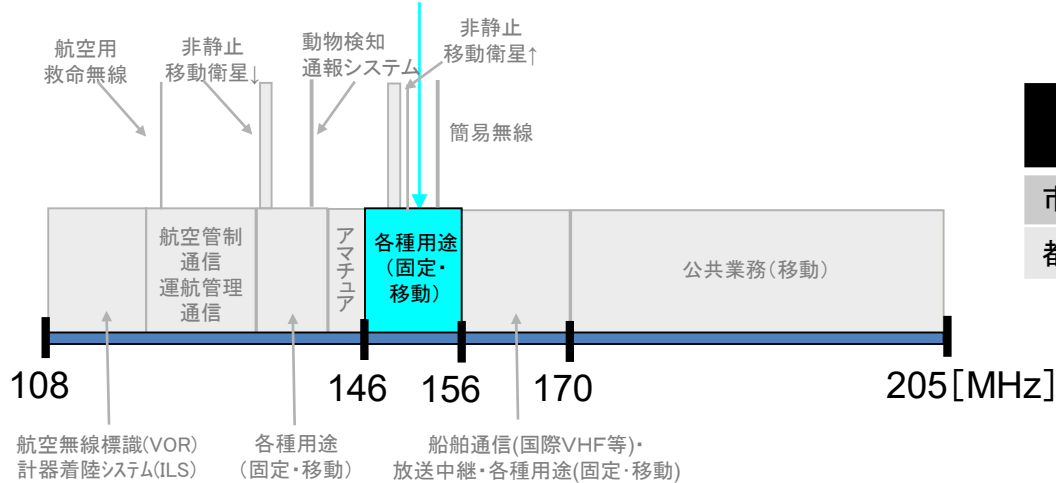 航空用
救命無線
非静止
移動衛星↓
動物検知
通報システム
非静止
移動衛星↑
簡易無線
航空管制
通信
運航管理
通信
アマチュア
各種用途
（固定・
移動）
公共業務（移動）
市
都
108
146
156
170
205［MHz］
航空無線標識(VOR)
計器着陸システム(ILS)
各種用途
（固定・移動）
船舶通信(国際VHF等)・
放送中継・各種用途(固定・移動)